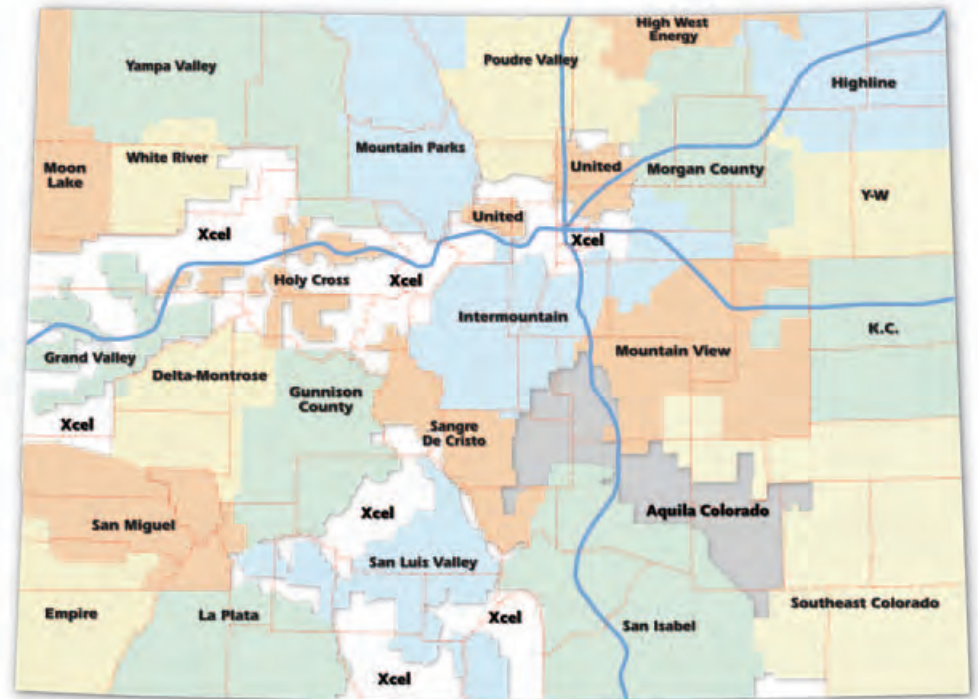 High West
Energy
Yampa Valley
Poudre Valley
Highline
White River
Mountain Parks
Moon
Lake
United
Morgan County
Y-W
United
Xcel
Xcel
Holy Cross
Xcel
Intermountain
K.C.
Grand Valley
Mountain View
Delta-Montrose
Gunnison
County
Xcel
Sangre
De Cristo
Xcel
Aquila Colorado
San Miguel
San Luis Valley
Empire
La Plata
Xcel
San Isabel
Southeast Colorado
Xcel